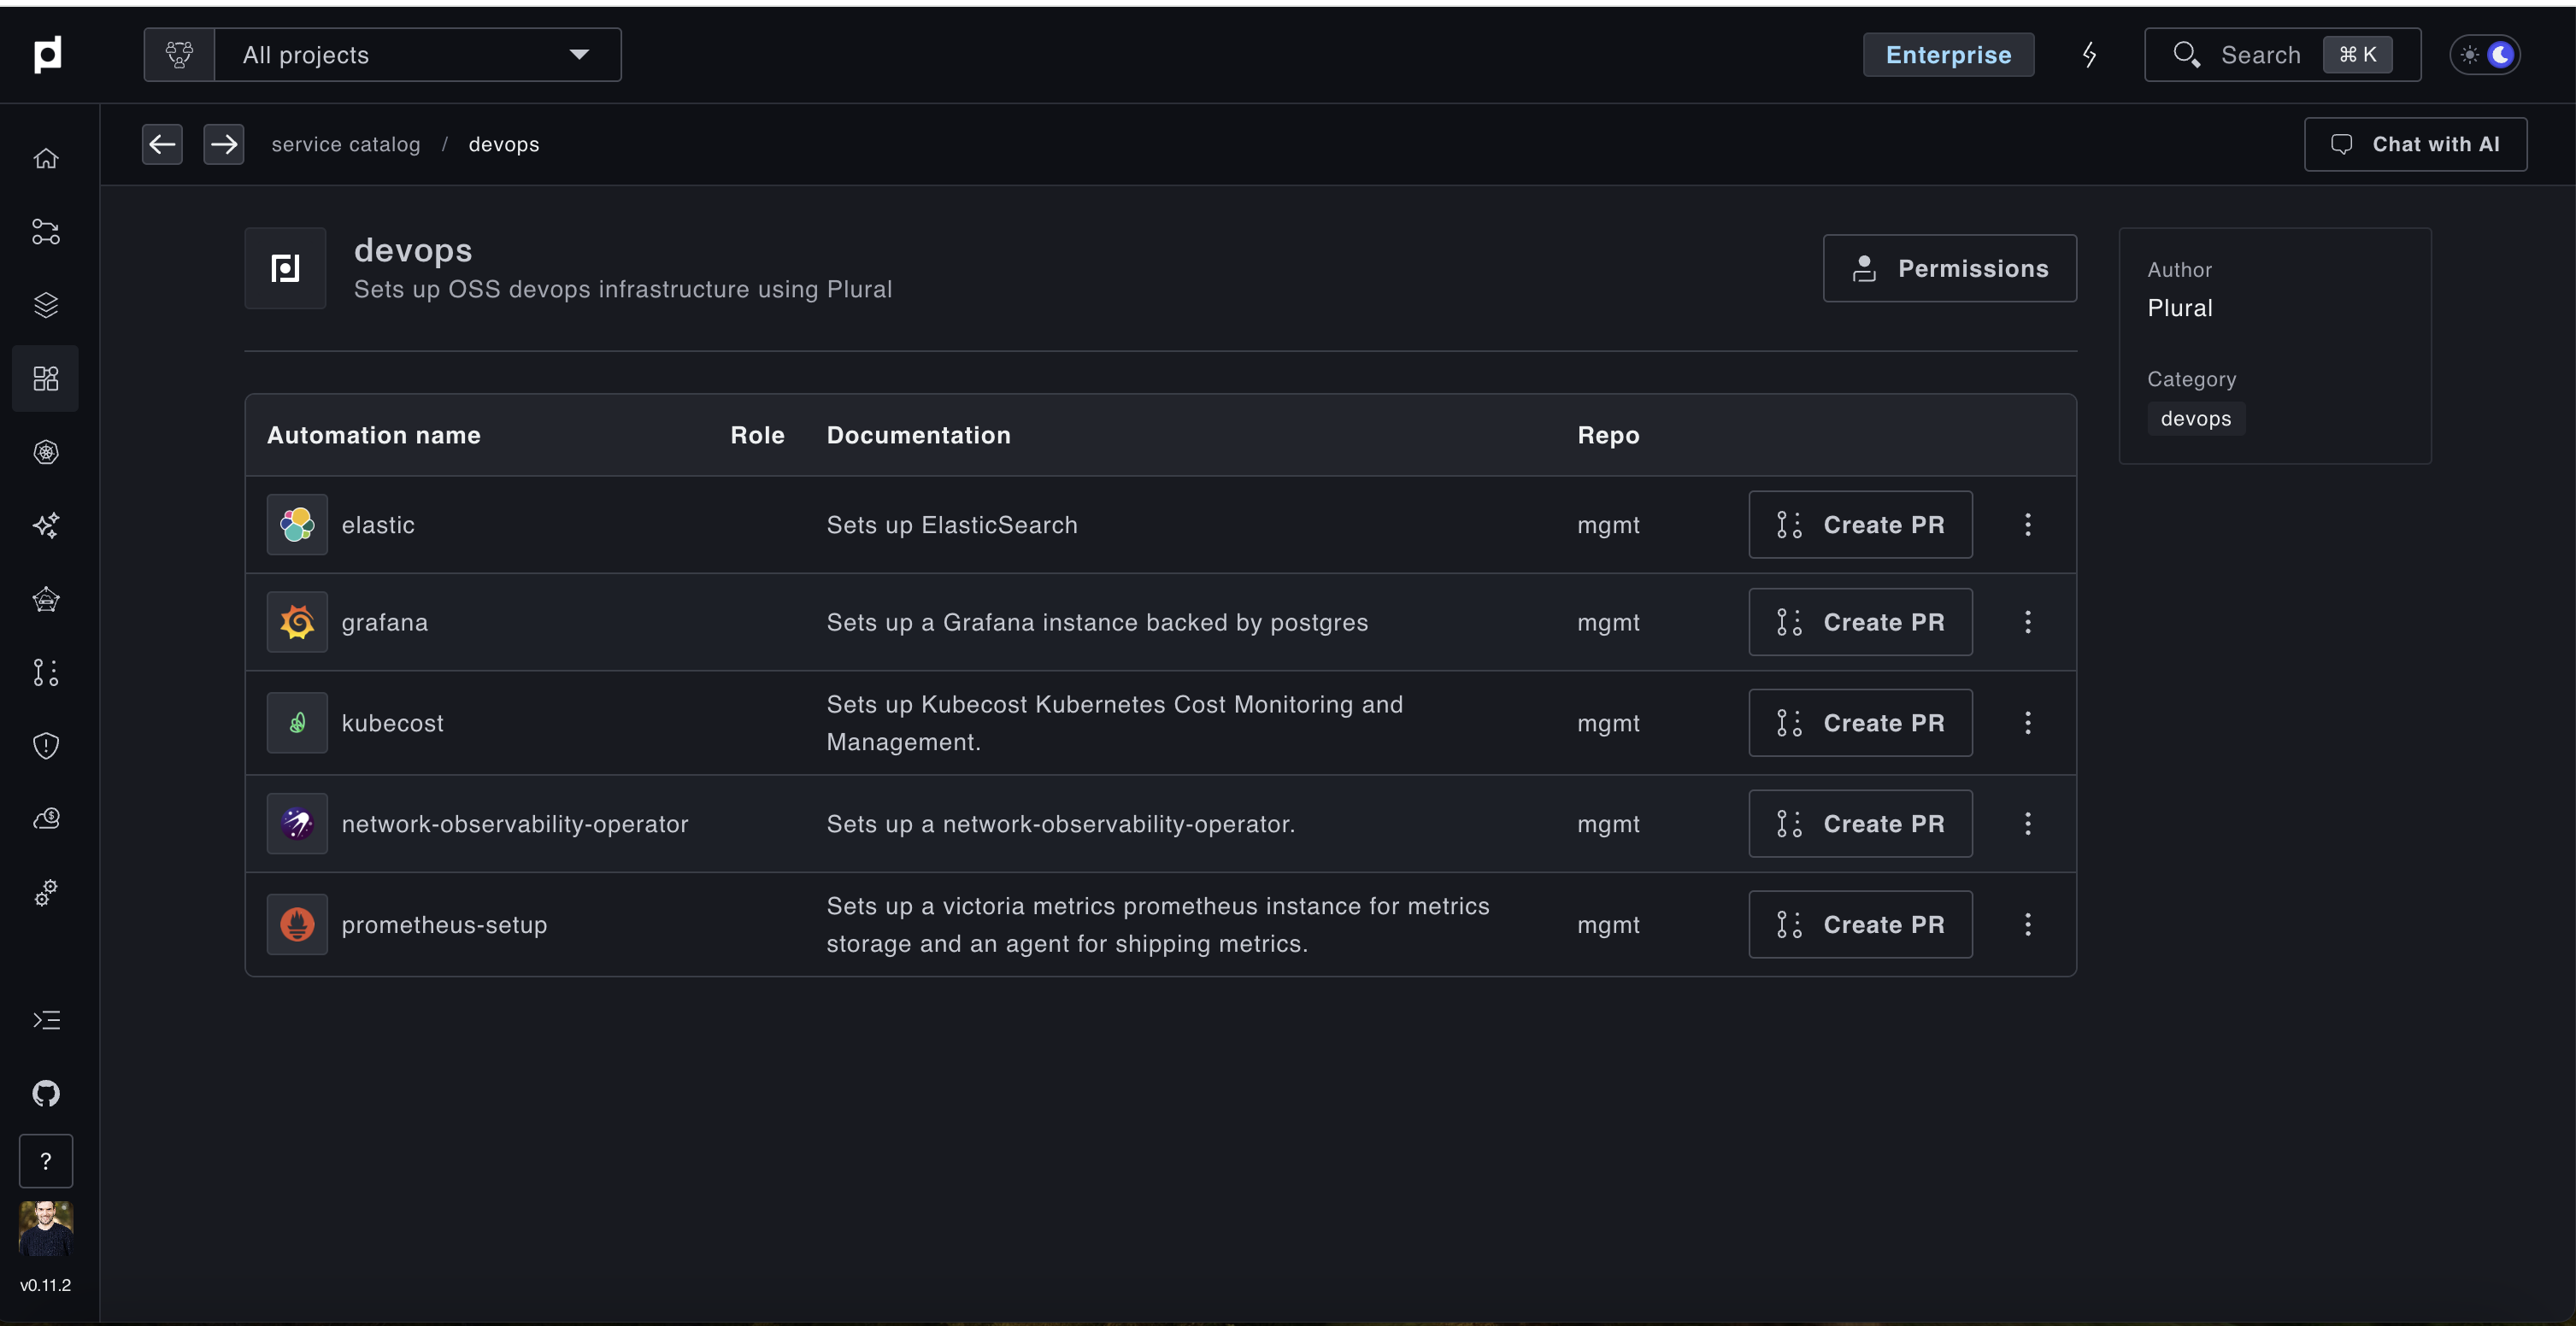 All projects
Enterprise
Search
⌘ K
service catalog / devops
Chat with AI
devops
Sets up OSS devops infrastructure using Plural
Permissions
Author
Plural
Category
devops
Automation name Role Documentation Repo
elastic Sets up ElasticSearch mgmt Create PR
grafana Sets up a Grafana instance backed by postgres mgmt Create PR
kubecost Sets up Kubecost Kubernetes Cost Monitoring and
Management. mgmt Create PR
network-observability-operator Sets up a network-observability-operator. mgmt Create PR
prometheus-setup Sets up a victoria metrics prometheus instance for metrics
storage and an agent for shipping metrics. mgmt Create PR
?
v0.11.2